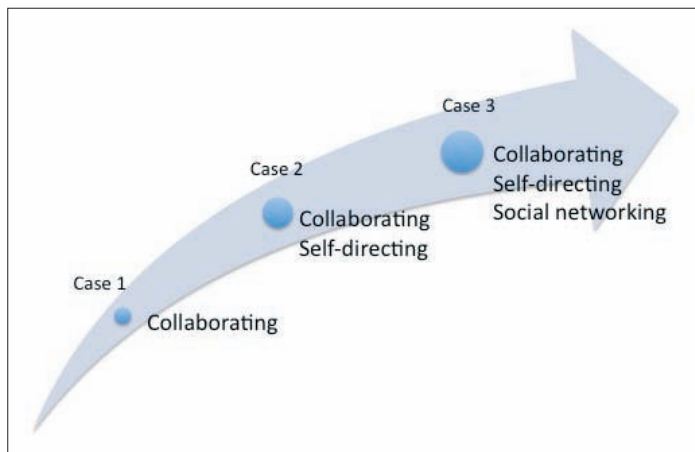 Case 1
Collaborating
Case 2
Collaborating
Self-directing
Case 3
Collaborating
Self-directing
Social networking